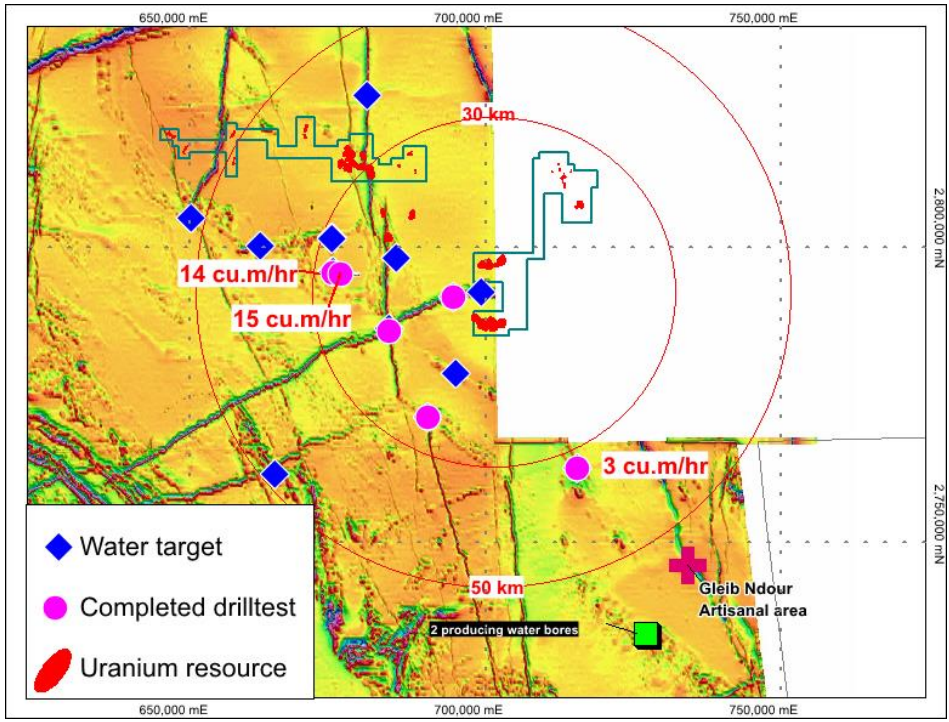 650,000 mE
700,000 mE
750,000 mE
30 km
2,800,000 mN
14 cu.m/hr
15 cu.m/hr
3 cu.m/hr
2,750,000 mN
Water target
Completed drilltest
Uranium resource
50 km
Gleib Ndour
Artisanal area
2 producing water bores
650,000 mE
700,000 mE
750,000 mE